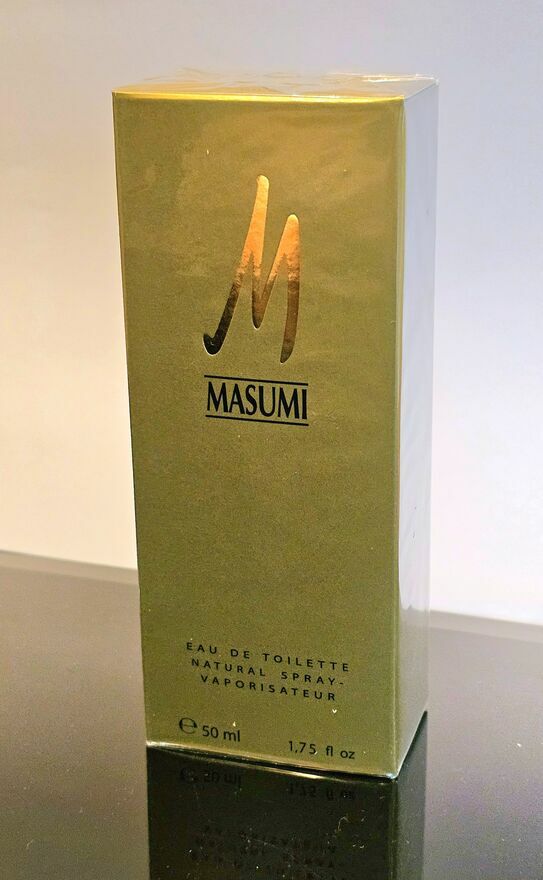 M
MASUMI
EAU DE TOILETTE
NATURAL SPRAY-
VAPORISATEUR
℮ 50 ml 1,75 fl oz